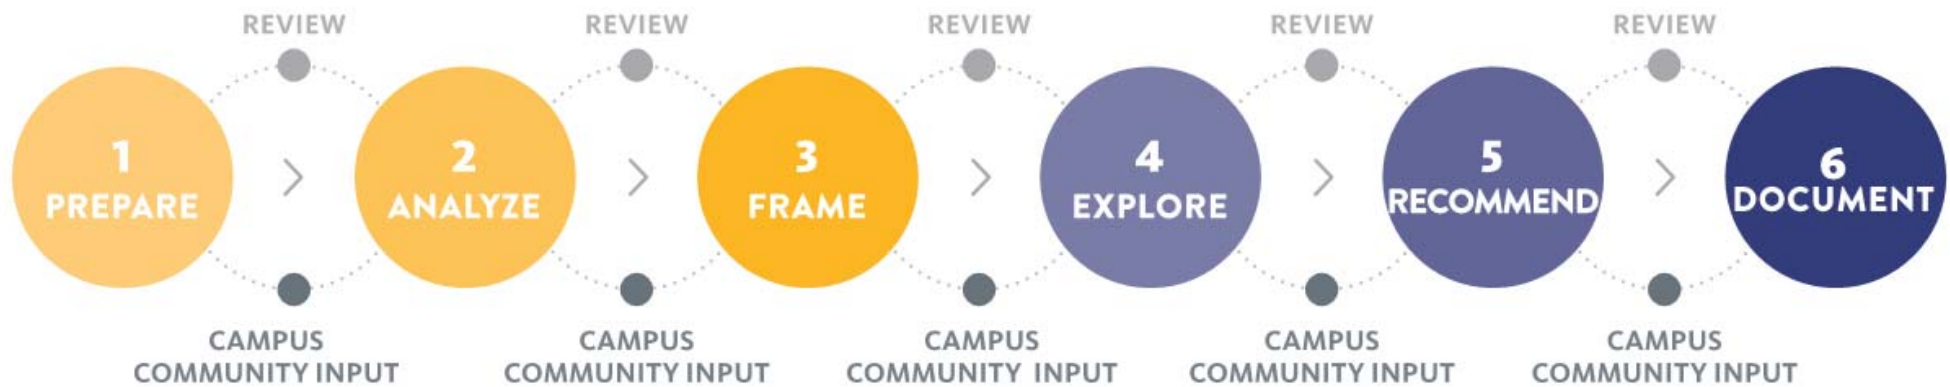 REVIEW
REVIEW
REVIEW
REVIEW
REVIEW
1
PREPARE
2
ANALYZE
3
FRAME
4
EXPLORE
5
RECOMMEND
6
DOCUMENT
CAMPUS
COMMUNITY INPUT
CAMPUS
COMMUNITY INPUT
CAMPUS
COMMUNITY INPUT
CAMPUS
COMMUNITY INPUT
CAMPUS
COMMUNITY INPUT